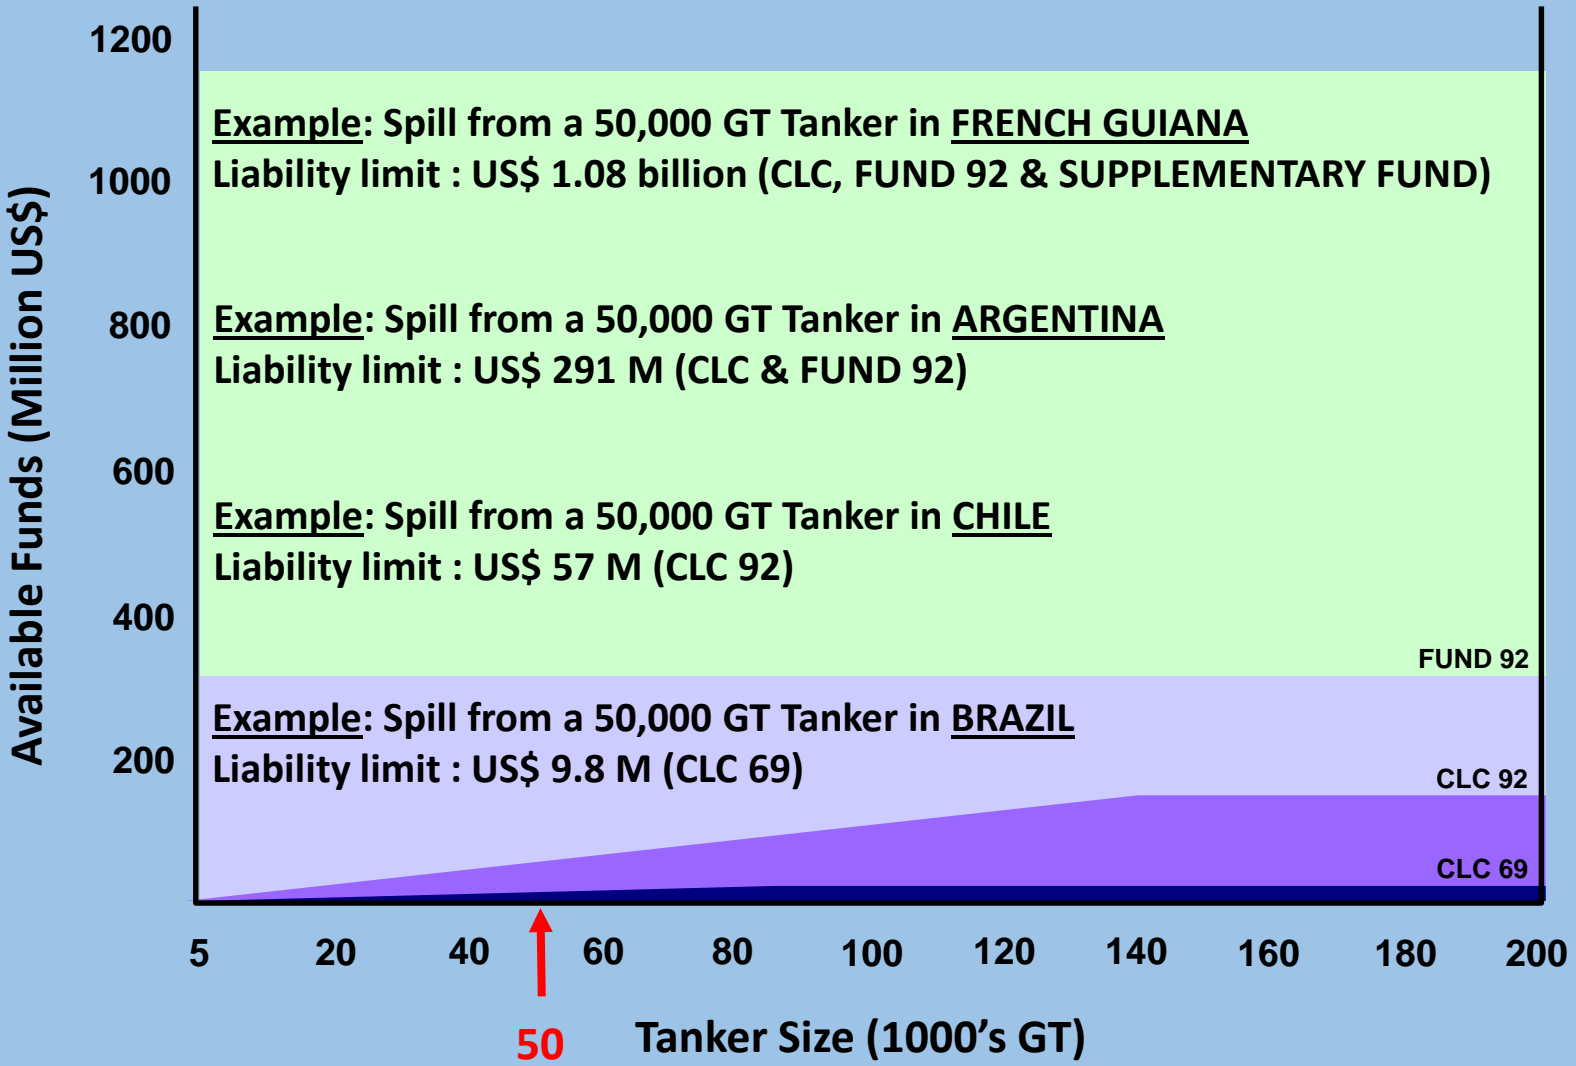 Available Funds (Million US$)
1200
1000
800
600
400
200
Example: Spill from a 50,000 GT Tanker in FRENCH GUIANA
Liability limit : US$ 1.08 billion (CLC, FUND 92 & SUPPLEMENTARY FUND)
Example: Spill from a 50,000 GT Tanker in ARGENTINA
Liability limit : US$ 291 M (CLC & FUND 92)
Example: Spill from a 50,000 GT Tanker in CHILE
Liability limit : US$ 57 M (CLC 92)
FUND 92
Example: Spill from a 50,000 GT Tanker in BRAZIL
Liability limit : US$ 9.8 M (CLC 69)
CLC 92
CLC 69
5 20 40 60 80 100 120 140 160 180 200
50
Tanker Size (1000’s GT)